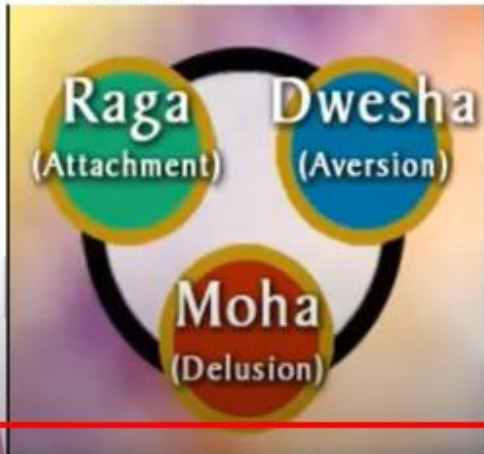 Raga
(Attachment)
Dwesha
(Aversion)
Moha
(Delusion)